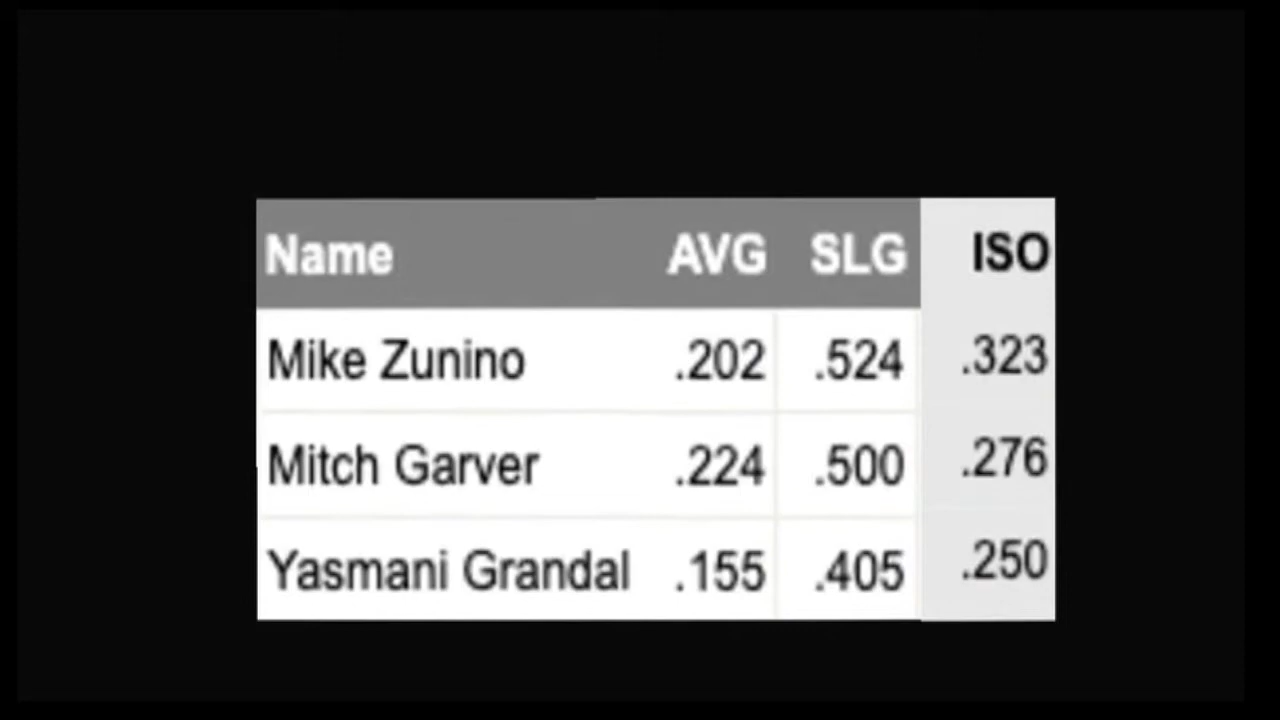 Name AVG SLG ISO
Mike Zunino .202 .524 .323
Mitch Garver .224 .500 .276
Yasmani Grandal .155 .405 .250